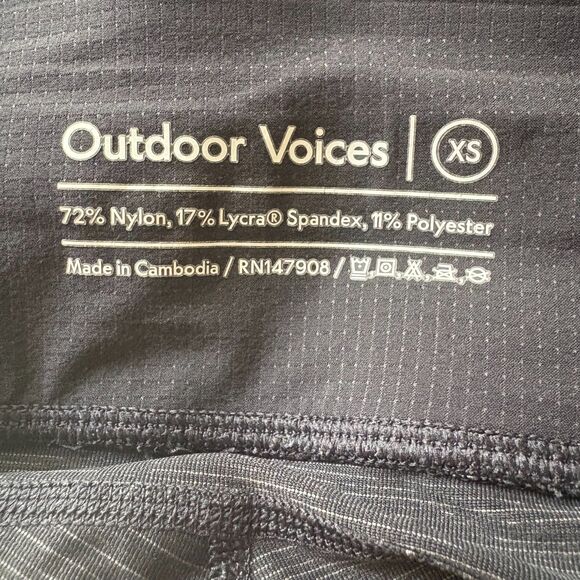 Outdoor Voices | XS
72% Nylon, 17% Lycra® Spandex, 11% Polyester
Made in Cambodia / RN147908 /